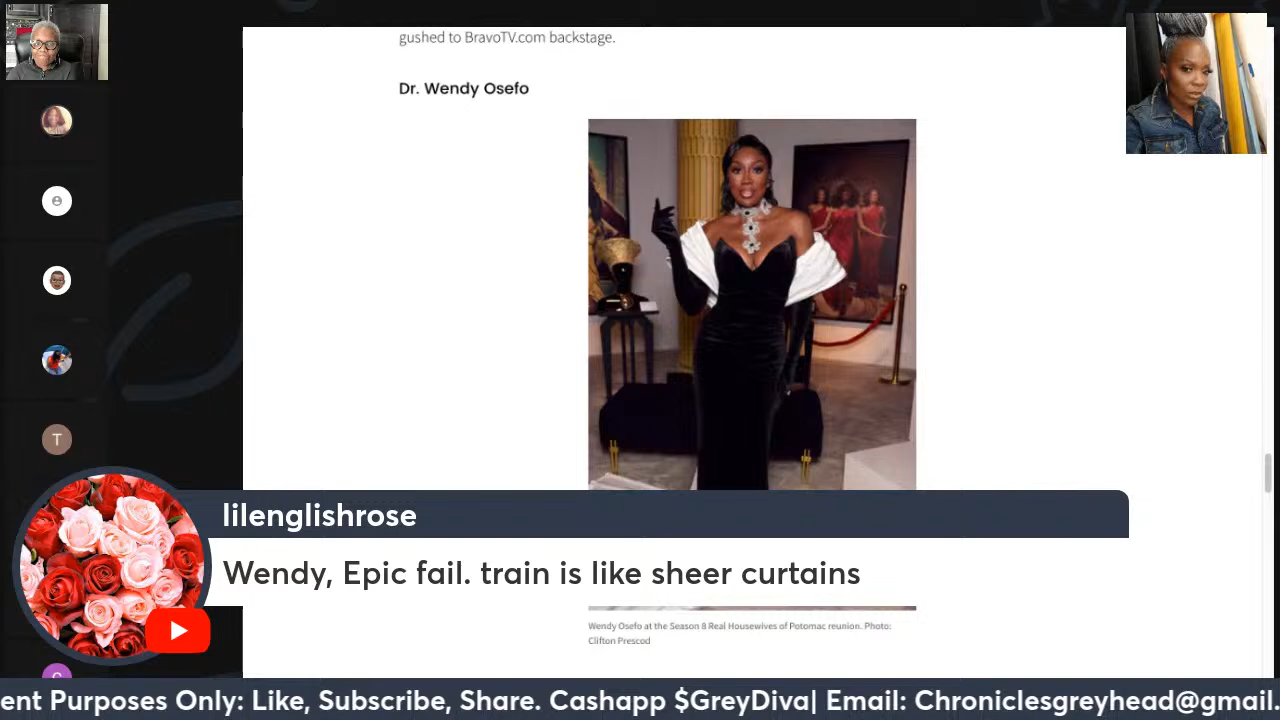 gushed to BravoTV.com backstage.
Dr. Wendy Osefo
T
lilenglishrose
Wendy, Epic fail. train is like sheer curtains
Wendy Osefo at the Season 8 Real Housewives of Potomac reunion. Photo:
Clifton Prescod
ent Purposes Only: Like, Subscribe, Share. Cashapp $GreyDiva| Email: Chroniclesgreyhead@gmail.